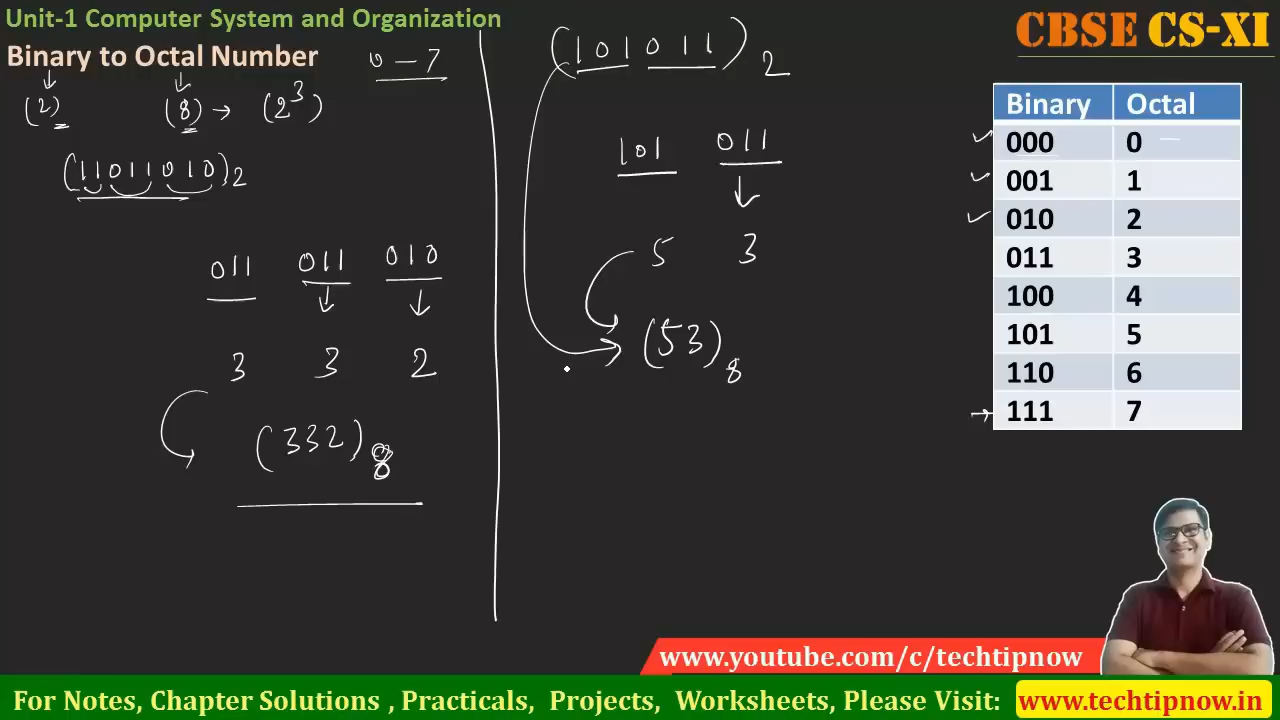 Unit-1 Computer System and Organization
CBSE CS-XI
Binary to Octal Number
0 – 7
(2)
(8) → (2³)
(11011010)₂
011 011 010
3 3 2
(332)₈
(101011)₂
101 011
5 3
(53)₈
Binary Octal
000 0
001 1
010 2
011 3
100 4
101 5
110 6
111 7
www.youtube.com/c/techtipnow
For Notes, Chapter Solutions , Practicals, Projects, Worksheets, Please Visit: www.techtipnow.in